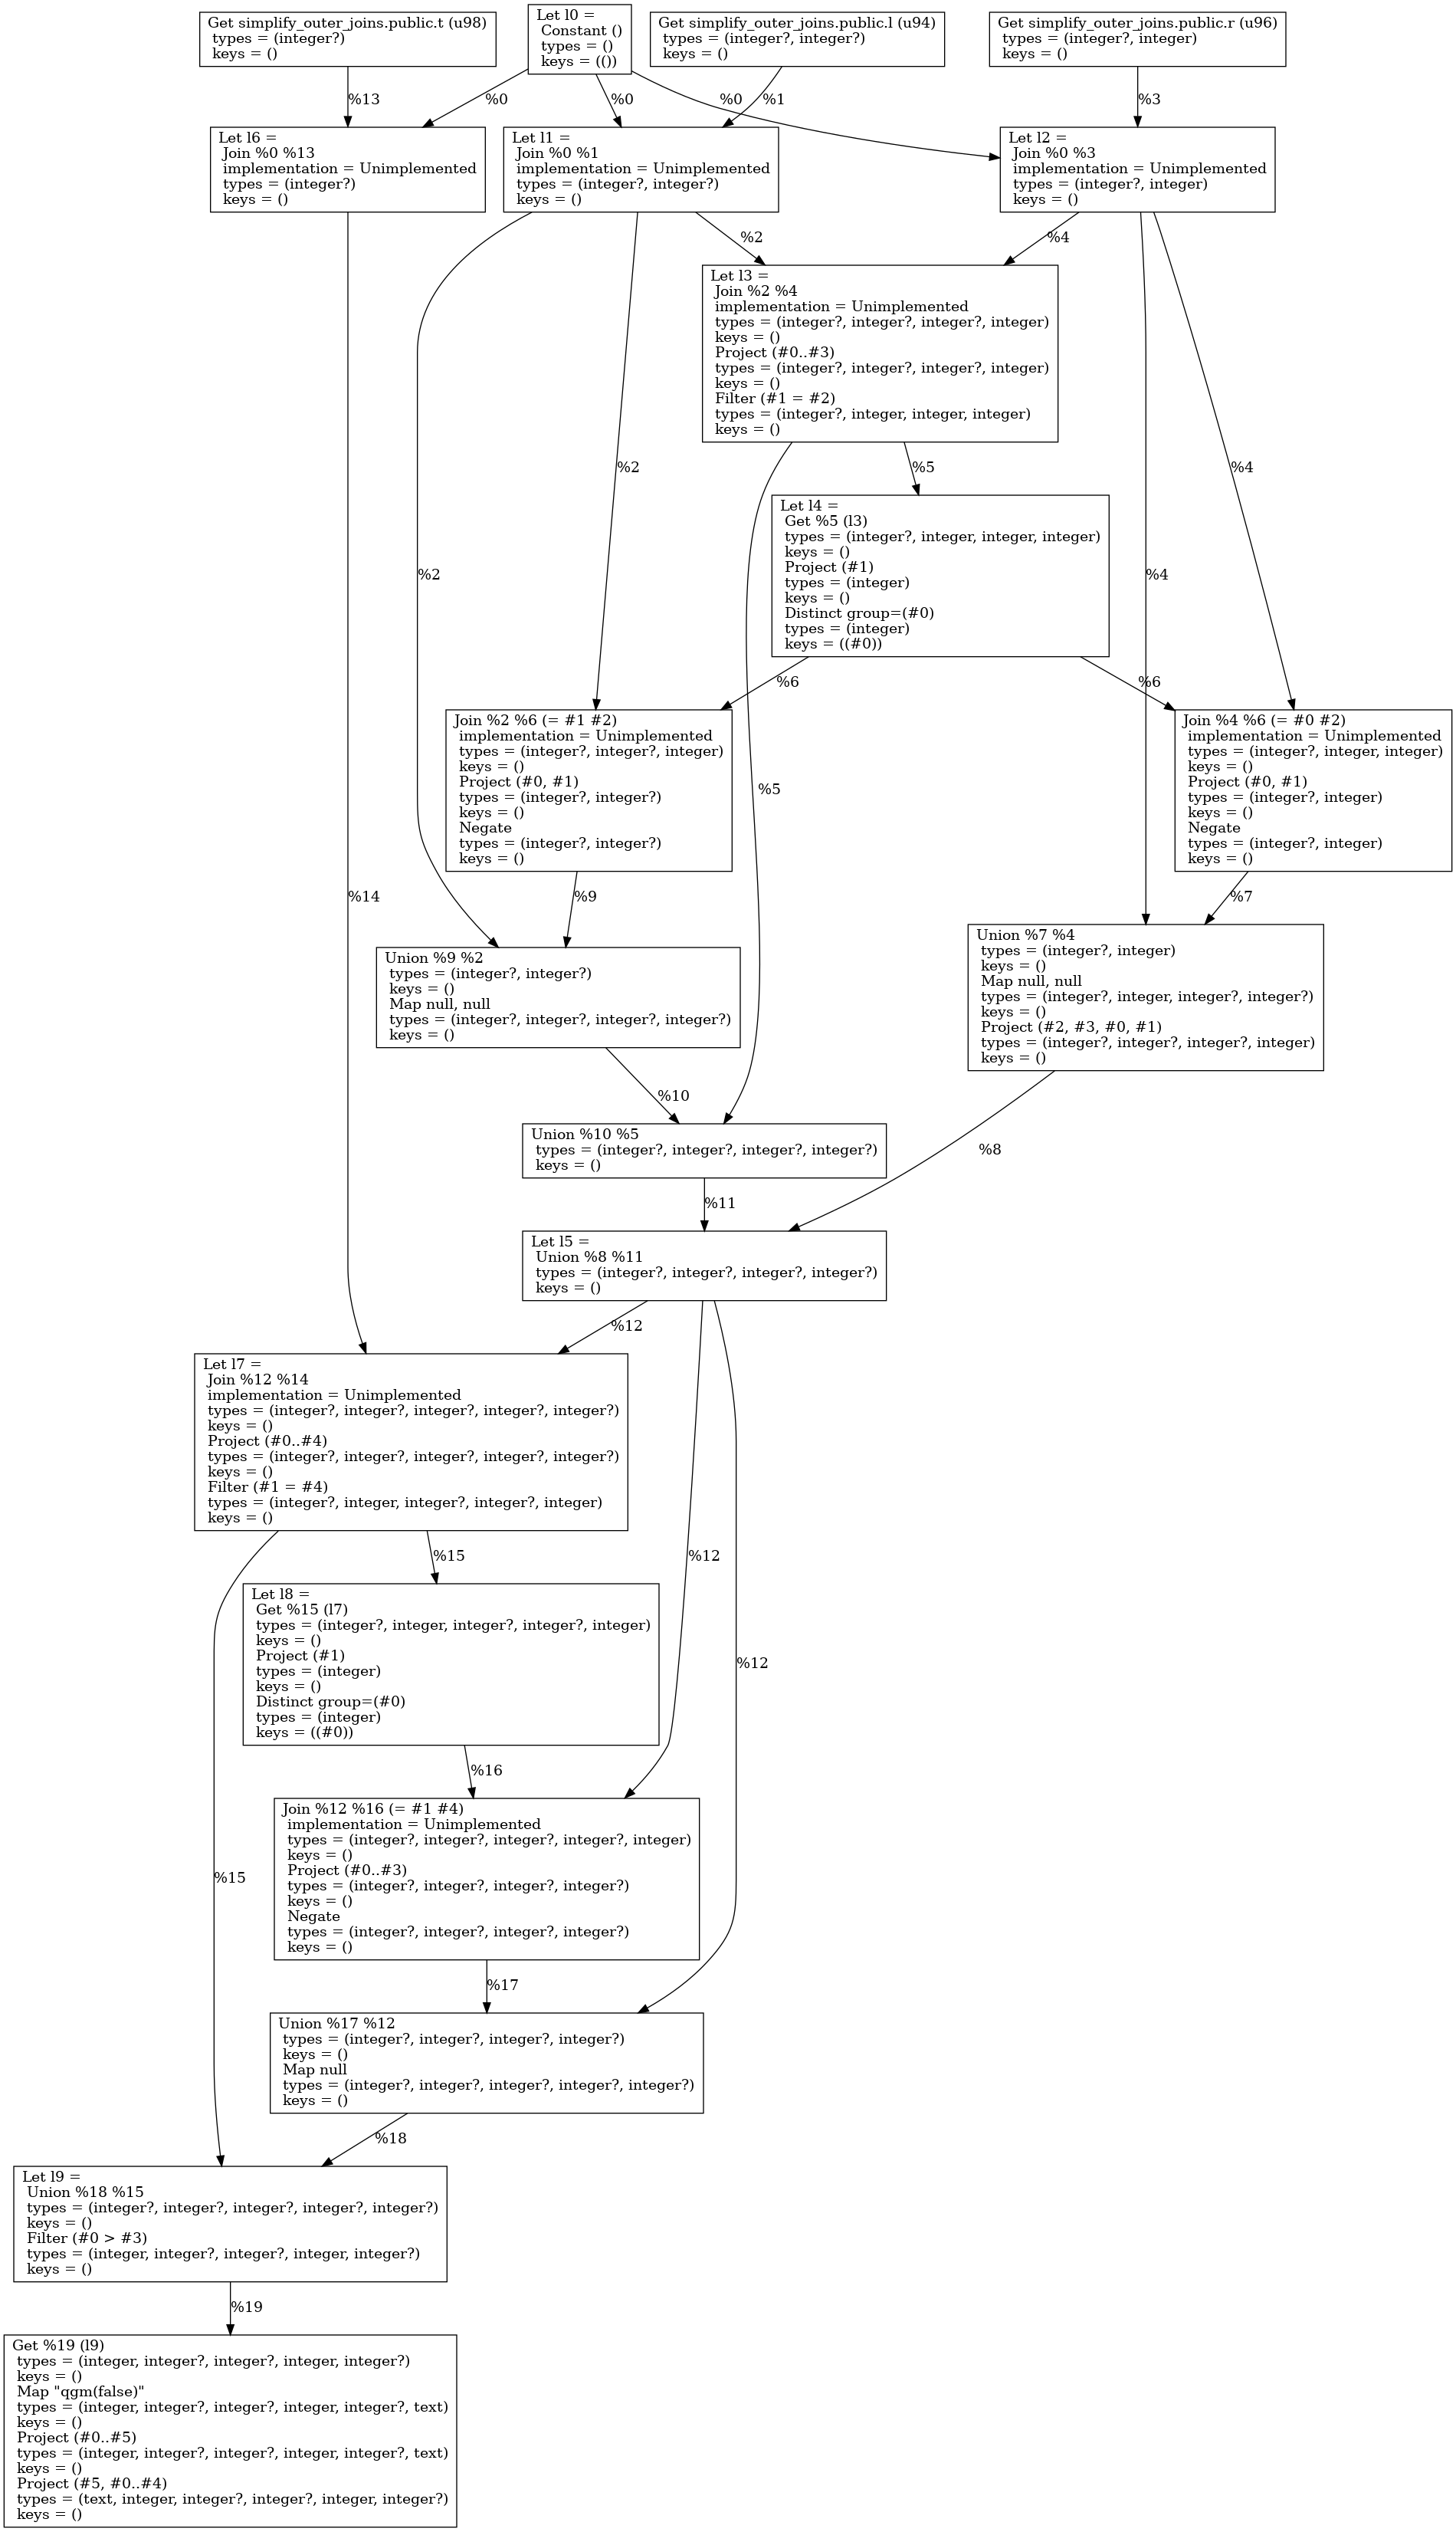 Get simplify_outer_joins.public.t (u98)
types = (integer?)
keys = ()
Let l0 =
Constant ()
types = ()
keys = (())
Get simplify_outer_joins.public.l (u94)
types = (integer?, integer?)
keys = ()
Get simplify_outer_joins.public.r (u96)
types = (integer?, integer)
keys = ()
%13
%0
%0
%0
%1
%3
Let l6 =
Join %0 %13
implementation = Unimplemented
types = (integer?)
keys = ()
Let l1 =
Join %0 %1
implementation = Unimplemented
types = (integer?, integer?)
keys = ()
Let l2 =
Join %0 %3
implementation = Unimplemented
types = (integer?, integer)
keys = ()
%2
%4
Let l3 =
Join %2 %4
implementation = Unimplemented
types = (integer?, integer?, integer?, integer)
keys = ()
Project (#0..#3)
types = (integer?, integer?, integer?, integer)
keys = ()
Filter (#1 = #2)
types = (integer?, integer, integer, integer)
keys = ()
%2
%5
%4
Let l4 =
Get %5 (l3)
types = (integer?, integer, integer, integer)
keys = ()
Project (#1)
types = (integer)
keys = ()
Distinct group=(#0)
types = (integer)
keys = ((#0))
%2
%4
%6
%6
Join %2 %6 (= #1 #2)
implementation = Unimplemented
types = (integer?, integer?, integer)
keys = ()
Project (#0, #1)
types = (integer?, integer?)
keys = ()
Negate
types = (integer?, integer?)
keys = ()
%5
Join %4 %6 (= #0 #2)
implementation = Unimplemented
types = (integer?, integer, integer)
keys = ()
Project (#0, #1)
types = (integer?, integer)
keys = ()
Negate
types = (integer?, integer)
keys = ()
%14
%9
%7
Union %9 %2
types = (integer?, integer?)
keys = ()
Map null, null
types = (integer?, integer?, integer?, integer?)
keys = ()
Union %7 %4
types = (integer?, integer)
keys = ()
Map null, null
types = (integer?, integer, integer?, integer?)
keys = ()
Project (#2, #3, #0, #1)
types = (integer?, integer?, integer?, integer)
keys = ()
%10
Union %10 %5
types = (integer?, integer?, integer?, integer?)
keys = ()
%8
%11
Let l5 =
Union %8 %11
types = (integer?, integer?, integer?, integer?)
keys = ()
%12
Let l7 =
Join %12 %14
implementation = Unimplemented
types = (integer?, integer?, integer?, integer?, integer?)
keys = ()
Project (#0..#4)
types = (integer?, integer?, integer?, integer?, integer?)
keys = ()
Filter (#1 = #4)
types = (integer?, integer, integer?, integer?, integer)
keys = ()
%15
%12
Let l8 =
Get %15 (l7)
types = (integer?, integer, integer?, integer?, integer)
keys = ()
Project (#1)
types = (integer)
keys = ()
Distinct group=(#0)
types = (integer)
keys = ((#0))
%12
%16
Join %12 %16 (= #1 #4)
implementation = Unimplemented
types = (integer?, integer?, integer?, integer?, integer)
keys = ()
Project (#0..#3)
types = (integer?, integer?, integer?, integer?)
keys = ()
Negate
types = (integer?, integer?, integer?, integer?)
keys = ()
%15
%17
Union %17 %12
types = (integer?, integer?, integer?, integer?)
keys = ()
Map null
types = (integer?, integer?, integer?, integer?, integer?)
keys = ()
%18
Let l9 =
Union %18 %15
types = (integer?, integer?, integer?, integer?, integer?)
keys = ()
Filter (#0 > #3)
types = (integer, integer?, integer?, integer, integer?)
keys = ()
%19
Get %19 (l9)
types = (integer, integer?, integer?, integer, integer?)
keys = ()
Map "qgm(false)"
types = (integer, integer?, integer?, integer, integer?, text)
keys = ()
Project (#0..#5)
types = (integer, integer?, integer?, integer, integer?, text)
keys = ()
Project (#5, #0..#4)
types = (text, integer, integer?, integer?, integer, integer?)
keys = ()